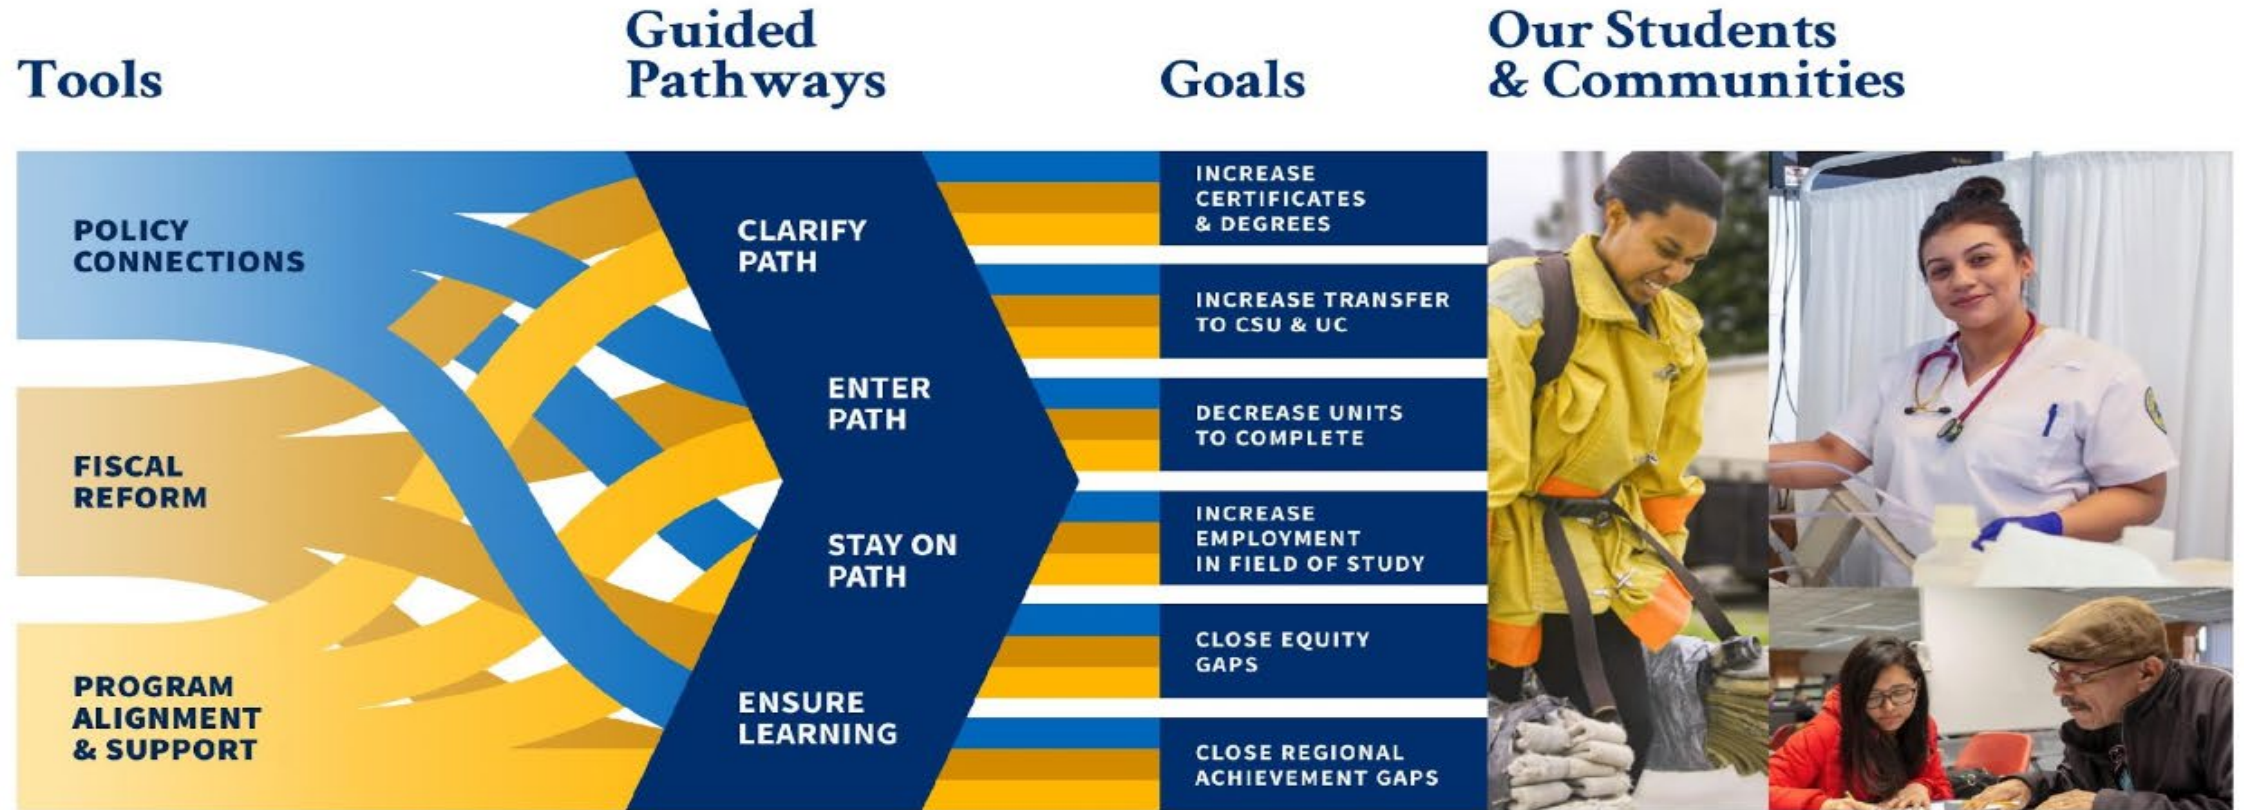 Tools
Guided
Pathways
Goals
Our Students
& Communities
POLICY
CONNECTIONS
FISCAL
REFORM
PROGRAM
ALIGNMENT
& SUPPORT
CLARIFY
PATH
ENTER
PATH
STAY ON
PATH
ENSURE
LEARNING
INCREASE
CERTIFICATES
& DEGREES
INCREASE TRANSFER
TO CSU & UC
DECREASE UNITS
TO COMPLETE
INCREASE
EMPLOYMENT
IN FIELD OF STUDY
CLOSE EQUITY
GAPS
CLOSE REGIONAL
ACHIEVEMENT GAPS